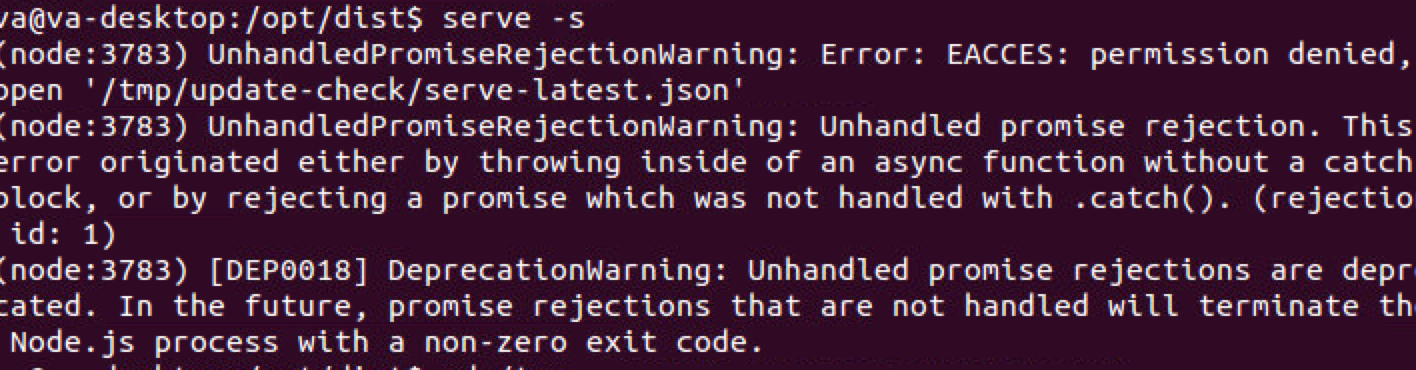 va@va-desktop:/opt/dist$ serve -s
(node:3783) UnhandledPromiseRejectionWarning: Error: EACCES: permission denied,
open '/tmp/update-check/serve-latest.json'
(node:3783) UnhandledPromiseRejectionWarning: Unhandled promise rejection. This
error originated either by throwing inside of an async function without a catch
block, or by rejecting a promise which was not handled with .catch(). (rejectio
id: 1)
(node:3783) [DEP0018] DeprecationWarning: Unhandled promise rejections are depr
cated. In the future, promise rejections that are not handled will terminate the
Node.js process with a non-zero exit code.